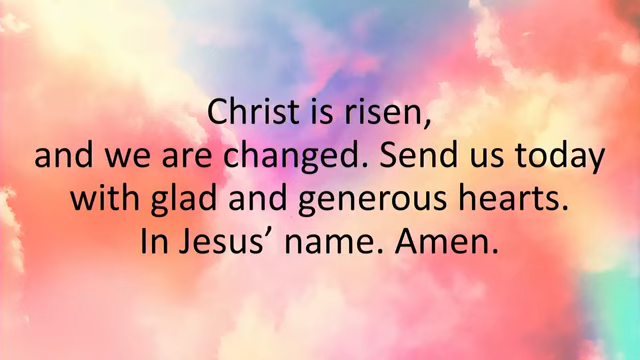 Christ is risen,
and we are changed. Send us today
with glad and generous hearts.
In Jesus’ name. Amen.